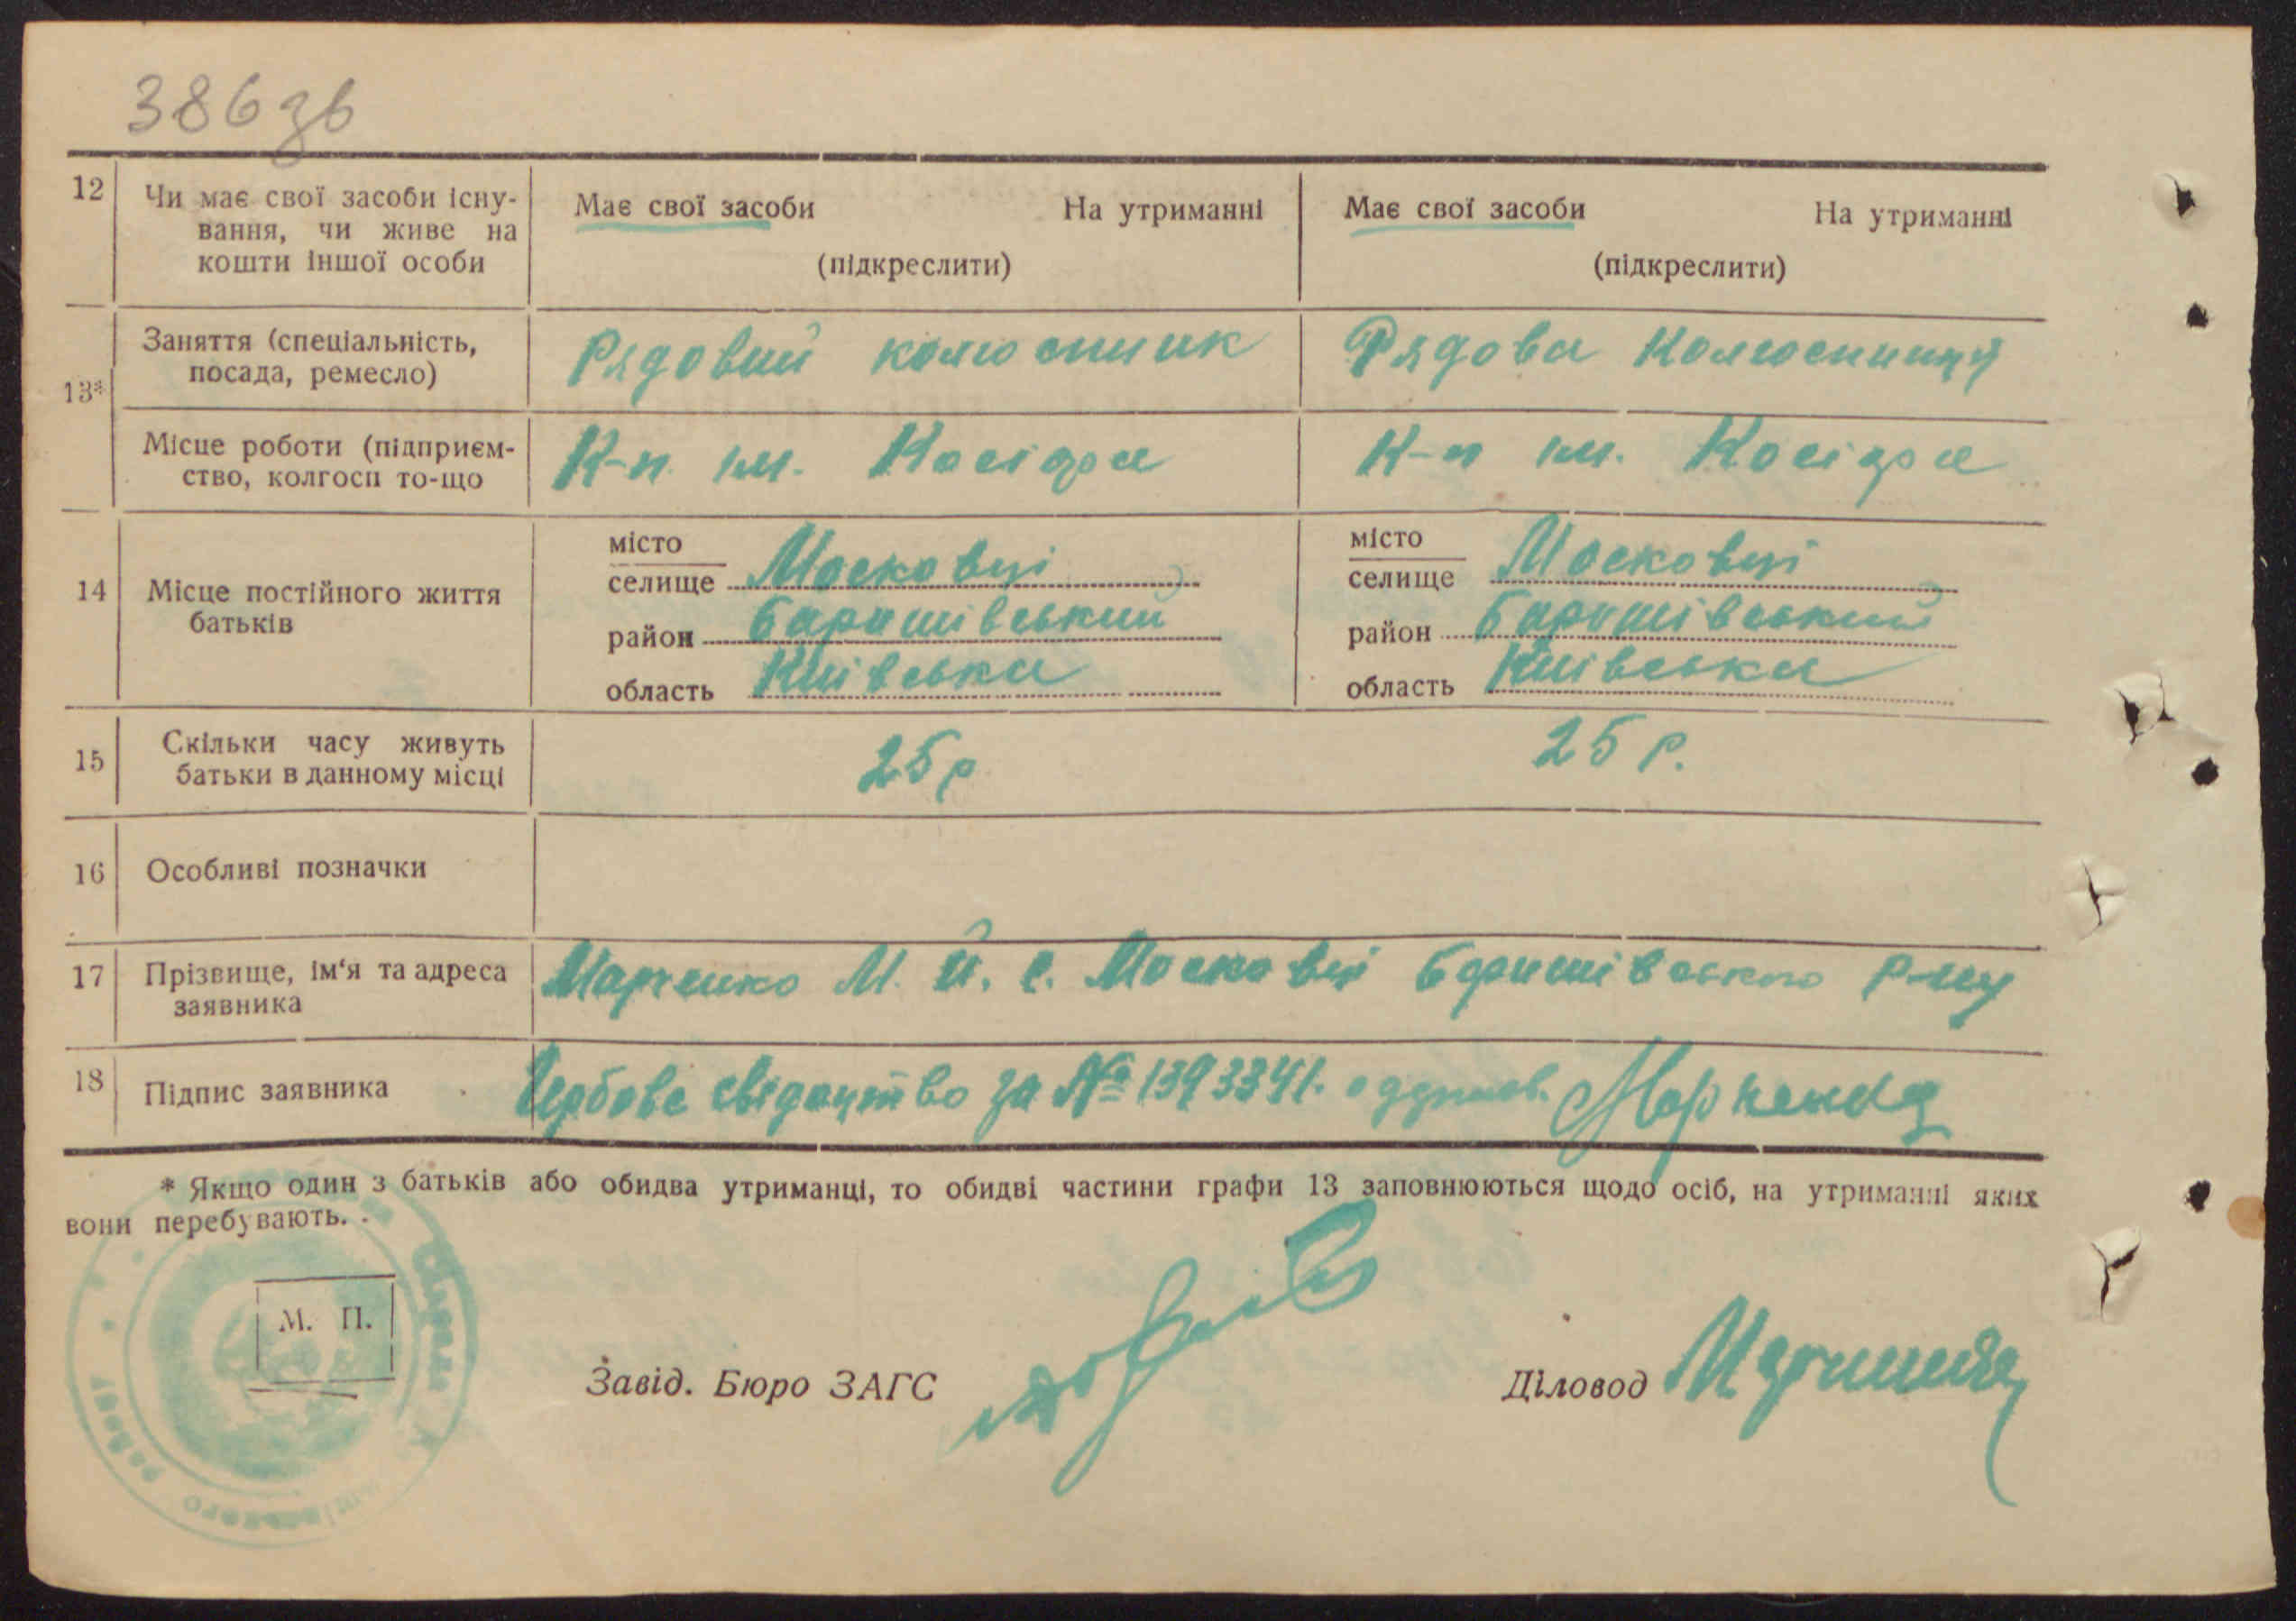 386 зв
12 Чи має свої засоби існу-
вання, чи живе на
кошти іншої особи
Має свої засоби На утриманні
(підкреслити)
Має свої засоби На утриманні
(підкреслити)
13*
Заняття (спеціальність,
посада, ремесло)
Рядовий колгоспник
Рядова колгоспниця
Місце роботи (підприєм-
ство, колгосп то-що
К-п ім. Косіора
К-п ім. Косіора
14 Місце постійного життя
батьків
місто
селище Московці
район Баришівський
область Київська
місто
селище Московці
район Баришівський
область Київська
15 Скільки часу живуть
батьки в данному місці
25 р
25 р.
16 Особливі позначки
17 Прізвище, ім'я та адреса
заявника
Марченко М. Й. с. Московці Баришівського р-ну
18 Підпис заявника
Гербове свідоцтво за № 1393341. Марченко
* Якщо один з батьків або обидва утриманці, то обидві частини графи 13 заповнюються щодо осіб, на утриманні яких
вони перебувають.
М. П.
Завід. Бюро ЗАГС
Діловод